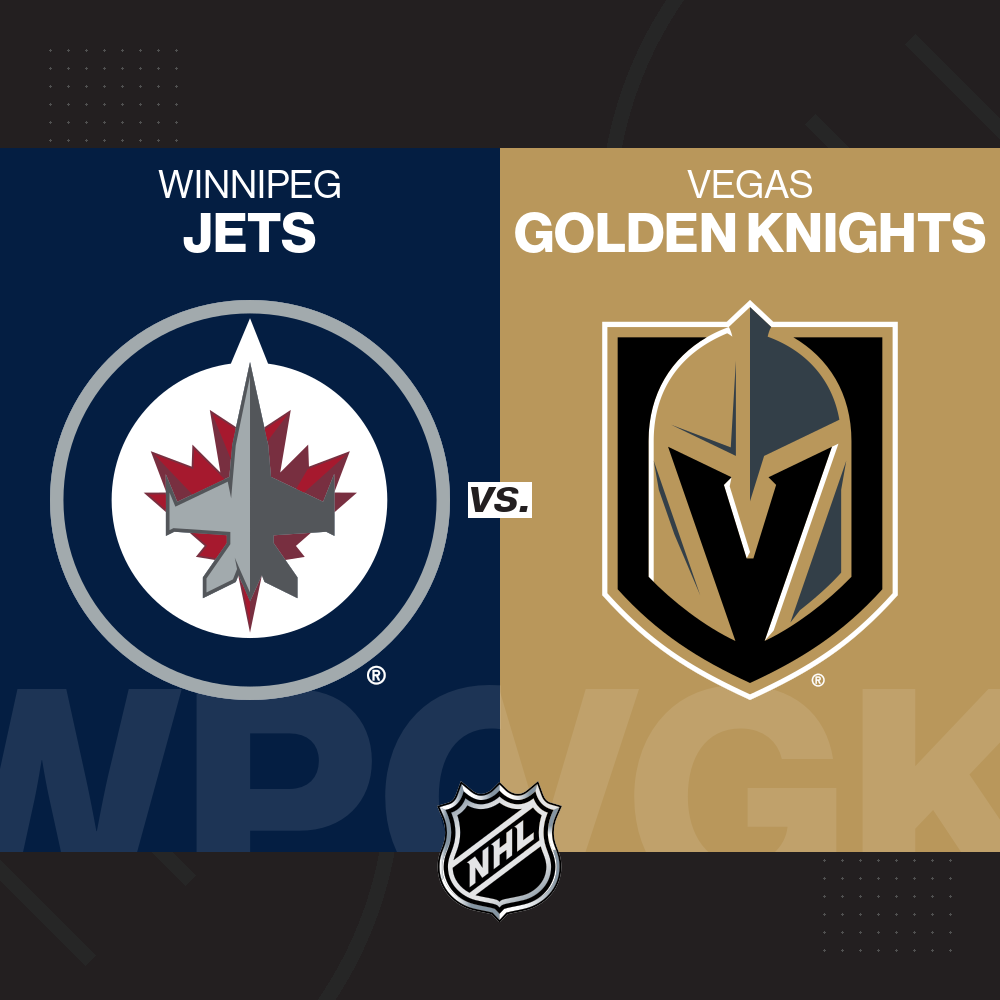 WINNIPEG
JETS
VEGAS
GOLDEN KNIGHTS
VS.
®
®
WPG
VGK
NHL